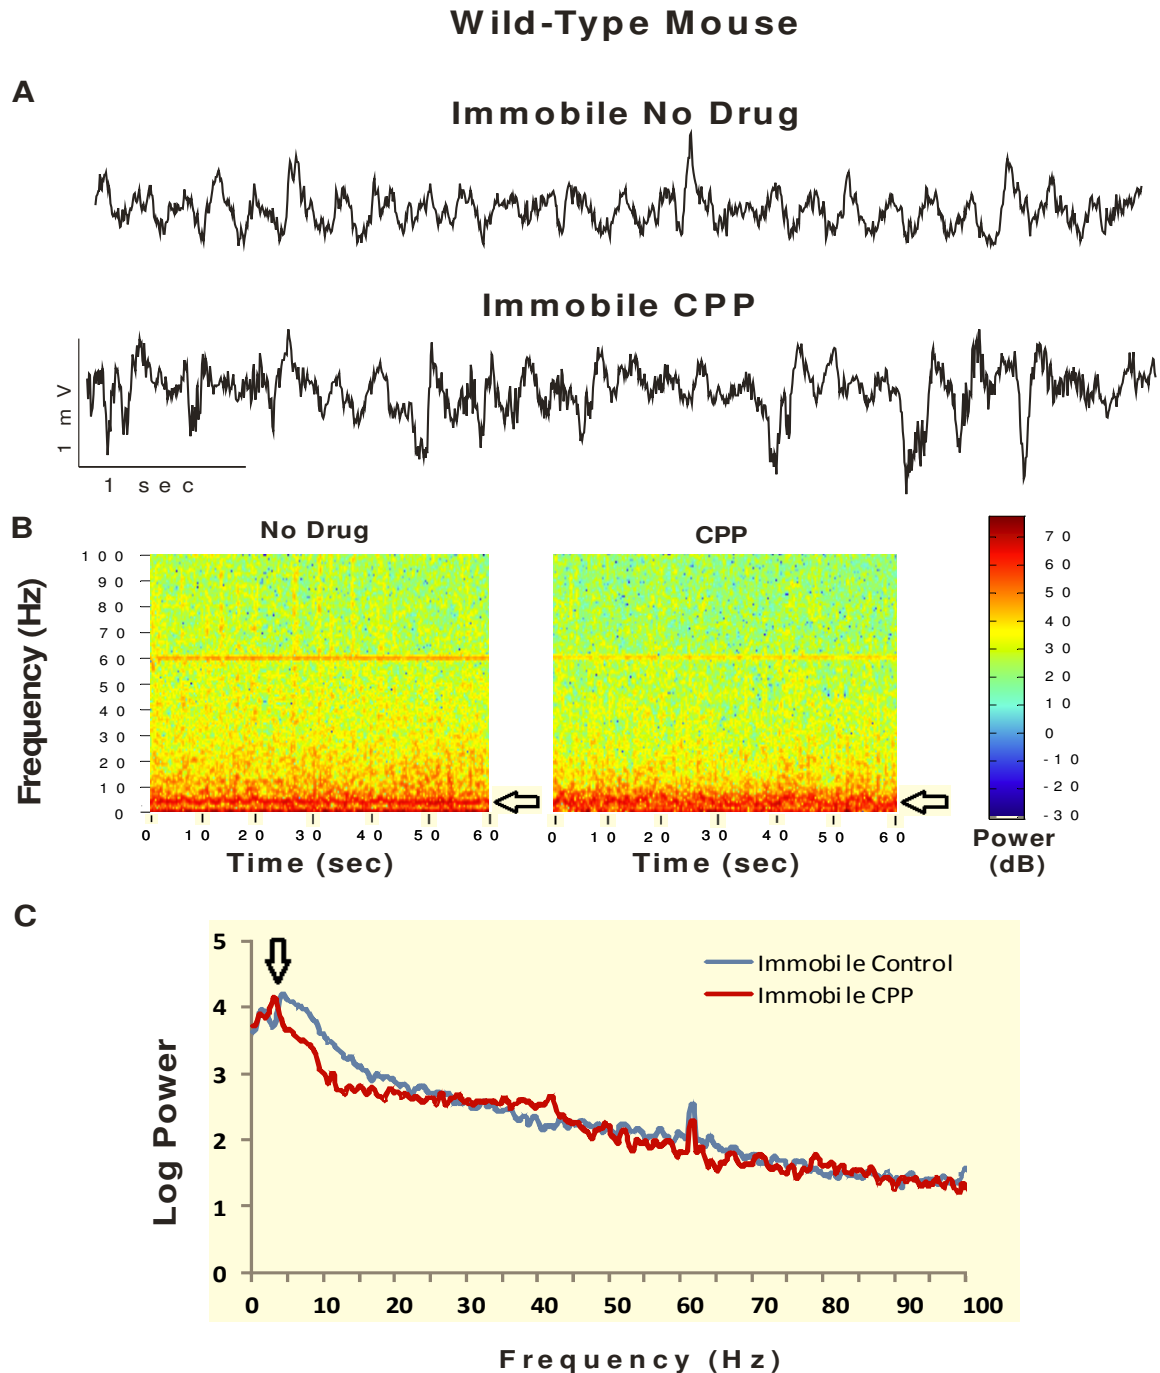 Wild-Type Mouse
A
Immobile No Drug
Immobile CPP
1 mV
1 sec
B
No Drug
CPP
Frequency (Hz)
100
90
80
70
60
50
40
30
20
10
0
0 10 20 30 40 50 60
0 10 20 30 40 50 60
Time (sec)
Time (sec)
70
60
50
40
30
20
10
0
-10
-20
-30
Power
(dB)
C
Log Power
5
4
3
2
1
0
Immobile Control
Immobile CPP
0 10 20 30 40 50 60 70 80 90 100
Frequency (Hz)